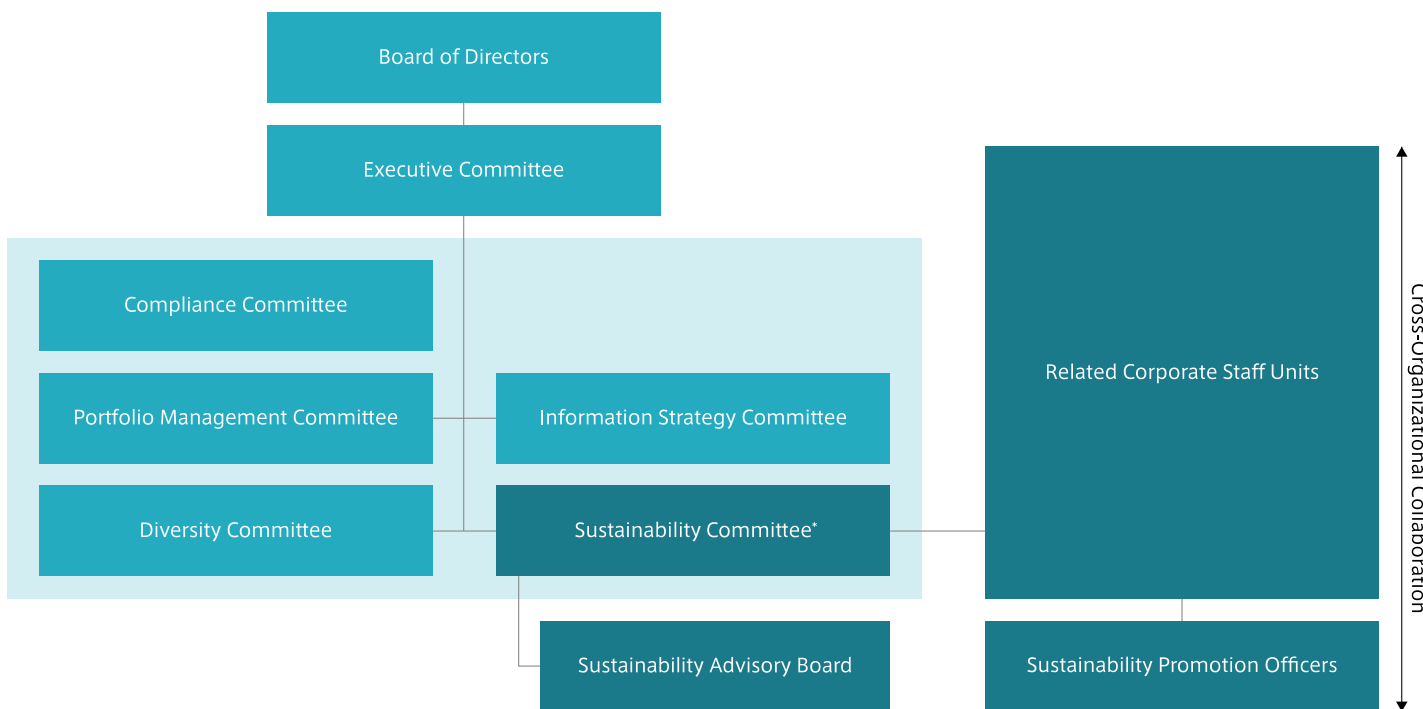 Board of Directors
Executive Committee
Compliance Committee
Portfolio Management Committee
Information Strategy Committee
Diversity Committee
Sustainability Committee*
Sustainability Advisory Board
Related Corporate Staff Units
Sustainability Promotion Officers
Cross-Organizational Collaboration